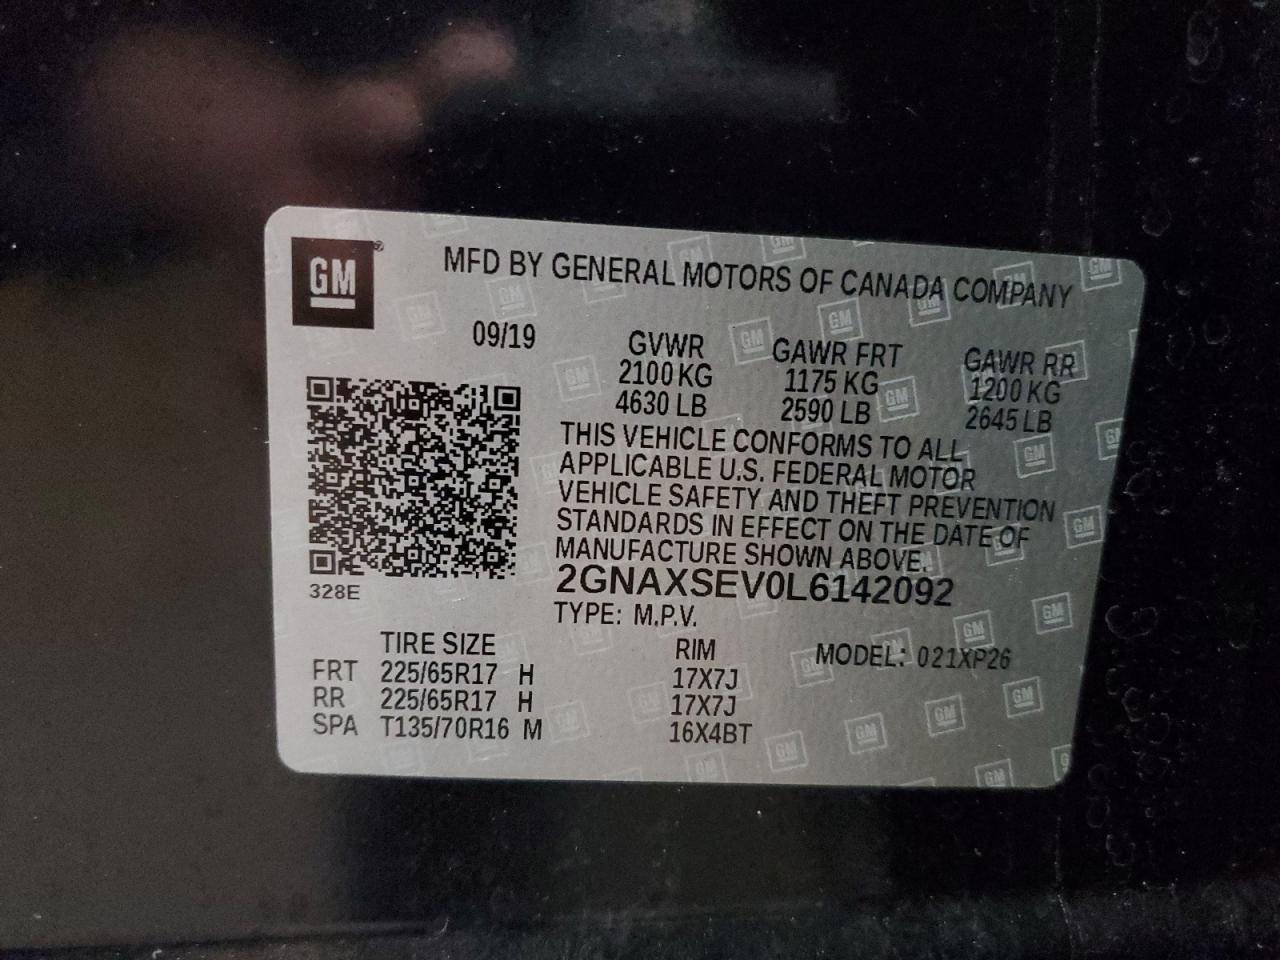 GM®
MFD BY GENERAL MOTORS OF CANADA COMPANY
09/19
GVWR GAWR FRT GAWR RR
2100 KG 1175 KG 1200 KG
4630 LB 2590 LB 2645 LB
THIS VEHICLE CONFORMS TO ALL
APPLICABLE U.S. FEDERAL MOTOR
VEHICLE SAFETY AND THEFT PREVENTION
STANDARDS IN EFFECT ON THE DATE OF
MANUFACTURE SHOWN ABOVE.
2GNAXSEV0L6142092
328E
TYPE: M.P.V.
TIRE SIZE RIM MODEL: 021XP26
FRT 225/65R17 H 17X7J
RR 225/65R17 H 17X7J
SPA T135/70R16 M 16X4BT